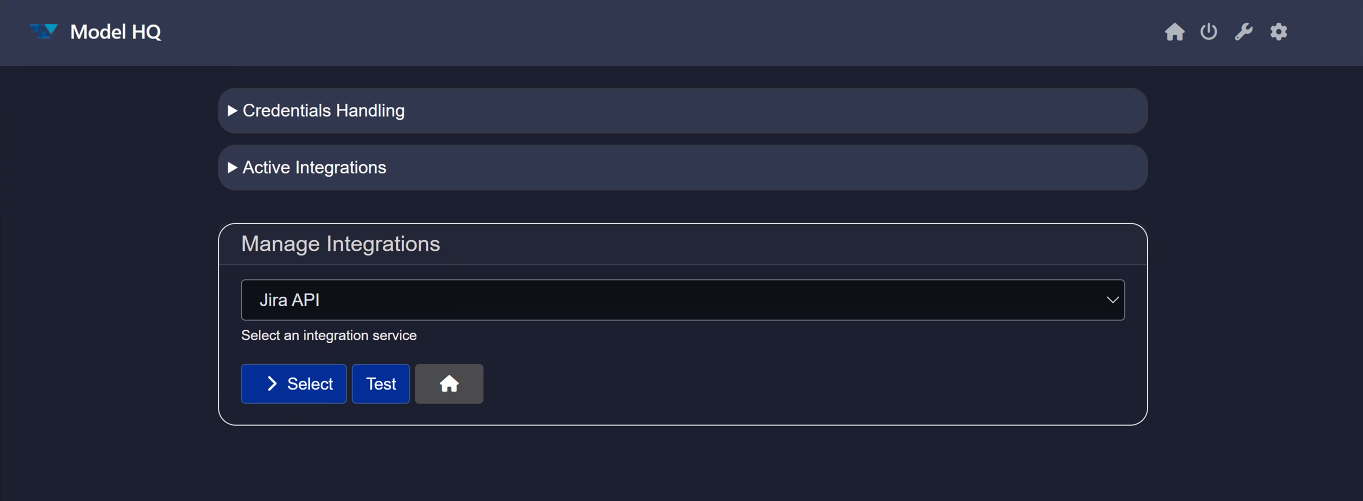 Model HQ
Credentials Handling
Active Integrations
Manage Integrations
Jira API
Select an integration service
Select Test